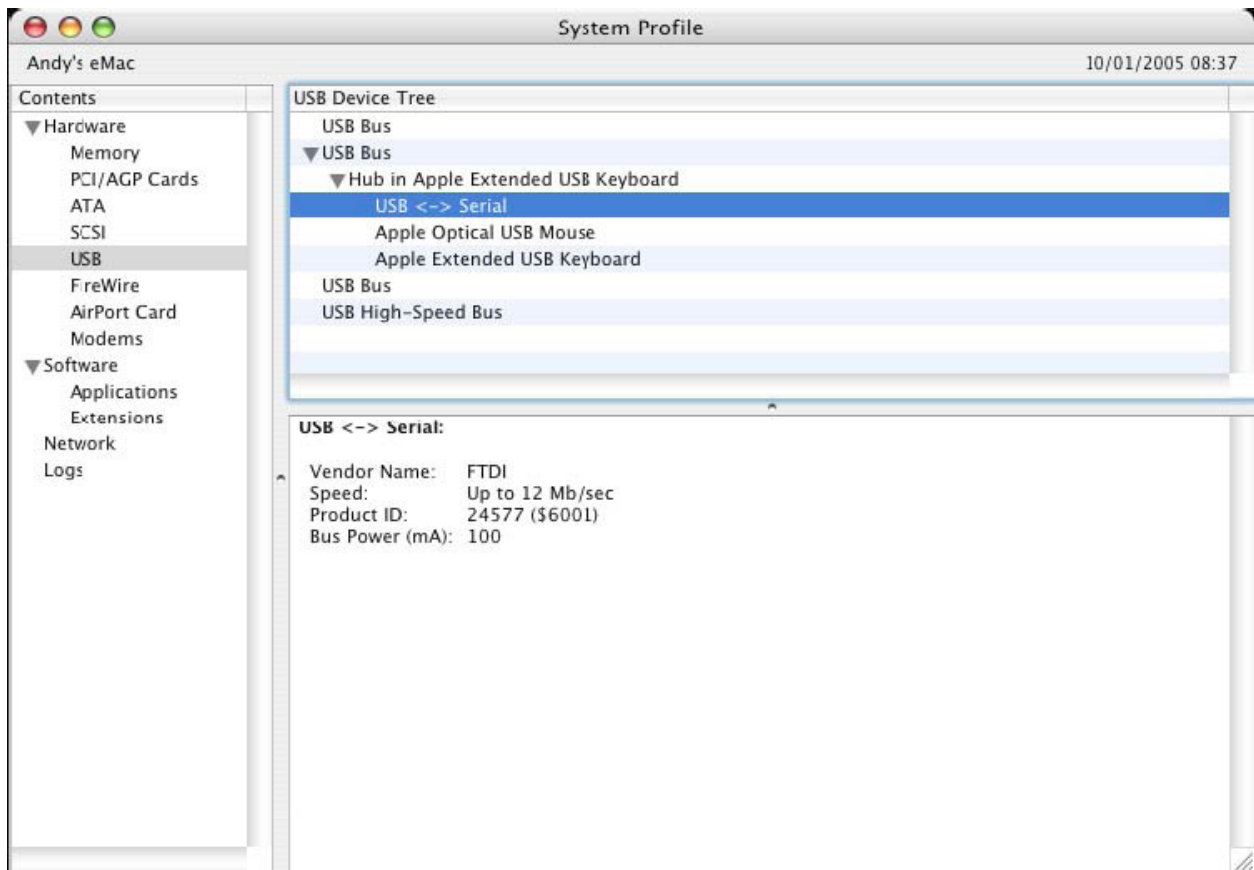 System Profile
Andy's eMac
10/01/2005 08:37
Contents
Hardware
Memory
PCI/AGP Cards
ATA
SCSI
USB
FireWire
AirPort Card
Modems
Software
Applications
Extensions
Network
Logs
USB Device Tree
USB Bus
USB Bus
Hub in Apple Extended USB Keyboard
USB <-> Serial
Apple Optical USB Mouse
Apple Extended USB Keyboard
USB Bus
USB High-Speed Bus
USB <-> Serial:
Vendor Name: FTDI
Speed: Up to 12 Mb/sec
Product ID: 24577 ($6001)
Bus Power (mA): 100